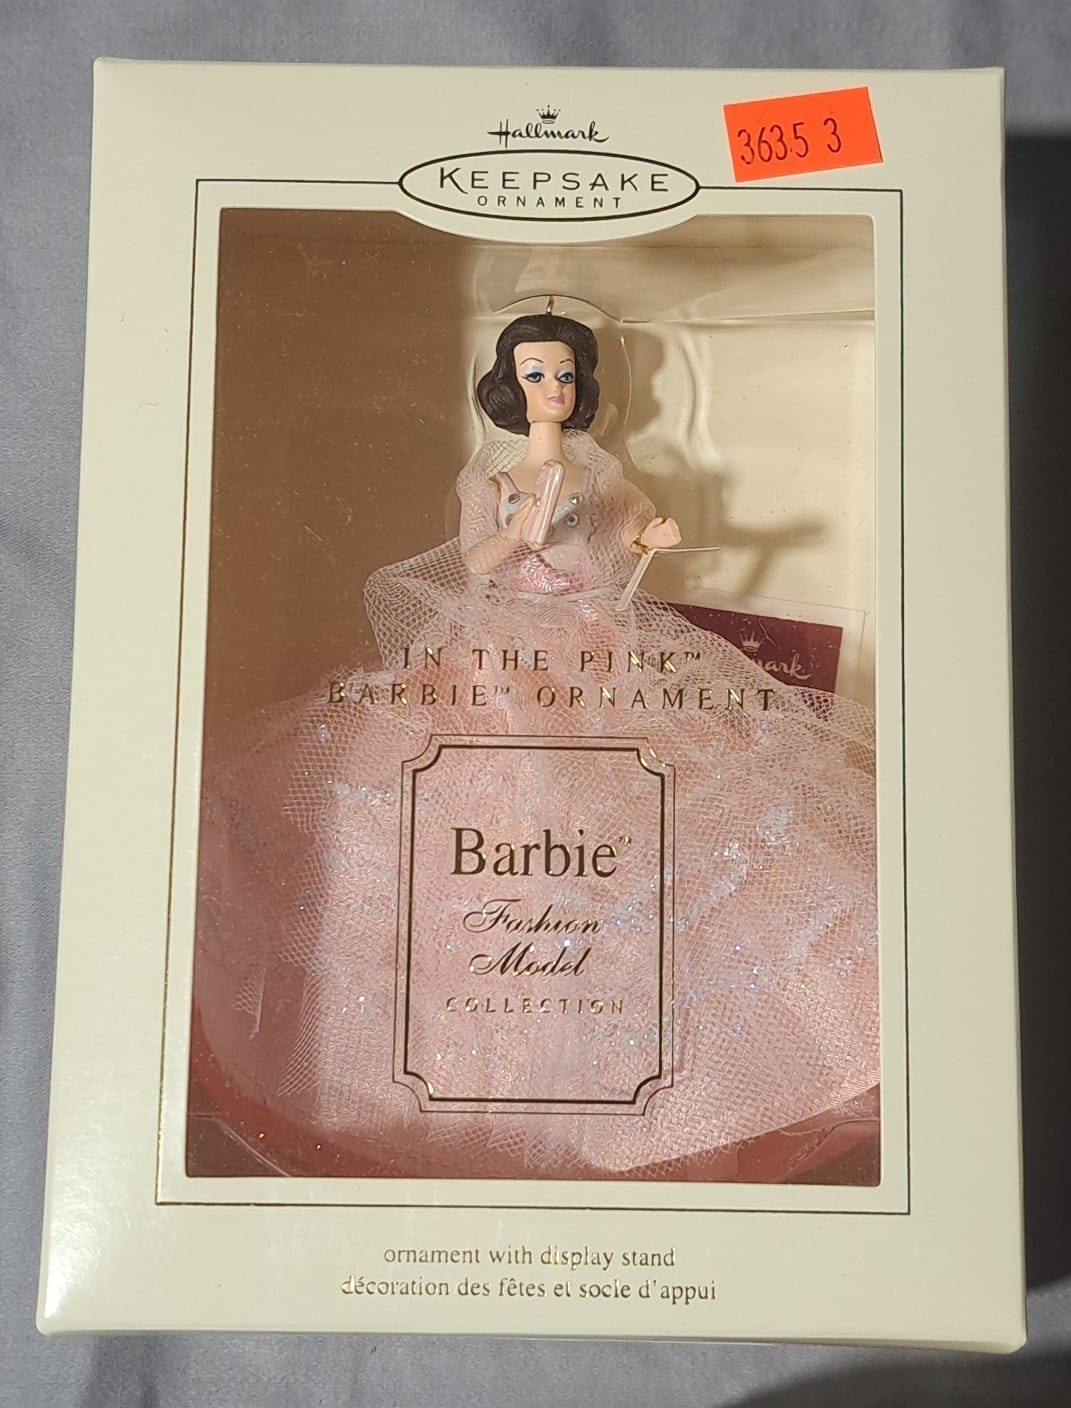 Hallmark
3635 3
KEEPSAKE
ORNAMENT
IN THE PINK™
BARBIE™ ORNAMENT
Barbie™
Fashion
Model
COLLECTION
ornament with display stand
décoration des fêtes et socle d'appui